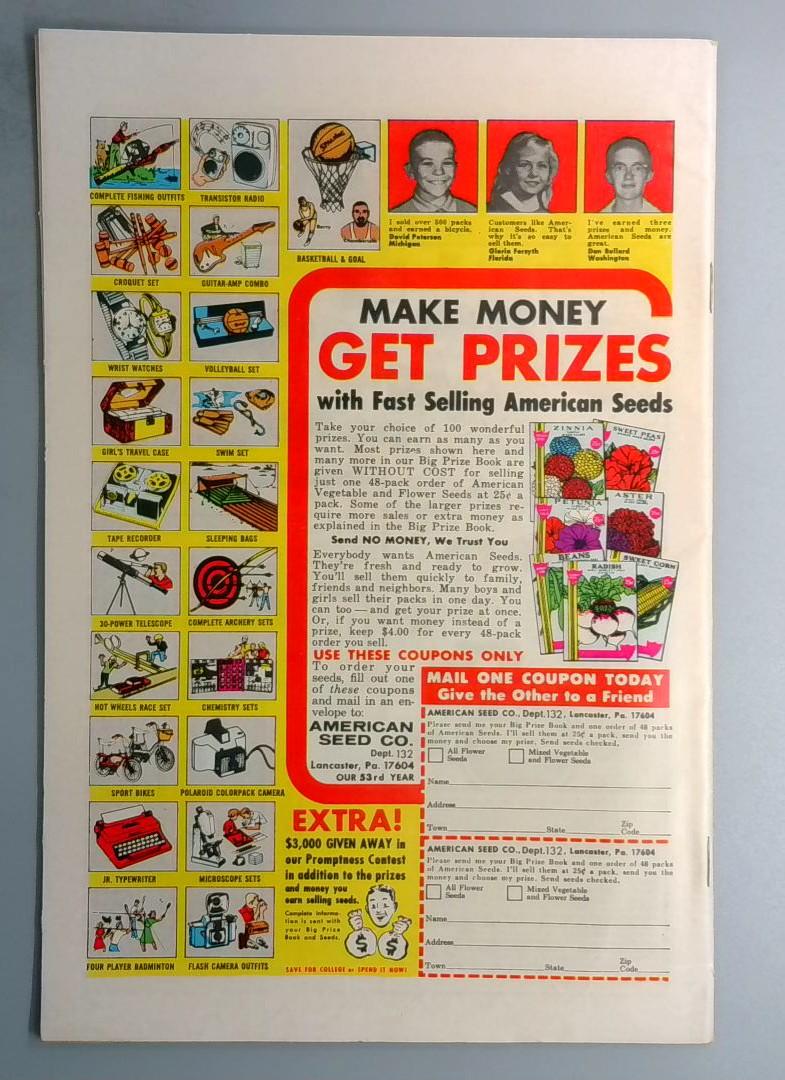 COMPLETE FISHING OUTFITS
TRANSISTOR RADIO
SPALDING
Barry
Chamberlain
BASKETBALL & GOAL
CROQUET SET
GUITAR-AMP COMBO
WRIST WATCHES
VOLLEYBALL SET
GIRL'S TRAVEL CASE
SWIM SET
TAPE RECORDER
SLEEPING BAGS
30-POWER TELESCOPE
COMPLETE ARCHERY SETS
HOT WHEELS RACE SET
CHEMISTRY SETS
SPORT BIKES
POLAROID COLORPACK CAMERA
JR. TYPEWRITER
MICROSCOPE SETS
FOUR PLAYER BADMINTON
FLASH CAMERA OUTFITS
I sold over 500 packs
and earned a bicycle.
David Peterson
Michigan
Customers like Amer-
ican Seeds. That's
why it's so easy to
sell them.
Gloria Forsyth
Florida
I've earned three
prizes and money.
American Seeds are
great.
Dan Bullard
Washington
MAKE MONEY
GET PRIZES
with Fast Selling American Seeds
Take your choice of 100 wonderful
prizes. You can earn as many as you
want. Most prizes shown here and
many more in our Big Prize Book are
given WITHOUT COST for selling
just one 48-pack order of American
Vegetable and Flower Seeds at 25¢ a
pack. Some of the larger prizes re-
quire more sales or extra money as
explained in the Big Prize Book.
Send NO MONEY, We Trust You
Everybody wants American Seeds.
They're fresh and ready to grow.
You'll sell them quickly to family,
friends and neighbors. Many boys and
girls sell their packs in one day. You
can too — and get your prize at once.
Or, if you want money instead of a
prize, keep $4.00 for every 48-pack
order you sell.
ZINNIA
SWEET PEAS
PETUNIA
ASTER
BEANS
RADISH
SWEET CORN
USE THESE COUPONS ONLY
To order your
seeds, fill out one
of these coupons
and mail in an en-
velope to:
AMERICAN
SEED CO.
Dept. 132
Lancaster, Pa. 17604
OUR 53rd YEAR
EXTRA!
$3,000 GIVEN AWAY in
our Promptness Contest
in addition to the prizes
and money you
earn selling seeds.
Complete informa-
tion is sent with
your Big Prize
Book and Seeds.
$ $
SAVE FOR COLLEGE or SPEND IT NOW!
MAIL ONE COUPON TODAY
Give the Other to a Friend
AMERICAN SEED CO., Dept. 132, Lancaster, Pa. 17604
Please send me your Big Prize Book and one order of 48 packs
of American Seeds. I'll sell them at 25¢ a pack, send you the
money and choose my prize. Send seeds checked.
All Flower
Seeds
Mixed Vegetable
and Flower Seeds
Name
Address
Town State Zip Code
AMERICAN SEED CO., Dept. 132, Lancaster, Pa. 17604
Please send me your Big Prize Book and one order of 48 packs
of American Seeds. I'll sell them at 25¢ a pack, send you the
money and choose my prize. Send seeds checked.
All Flower
Seeds
Mixed Vegetable
and Flower Seeds
Name
Address
Town State Zip Code